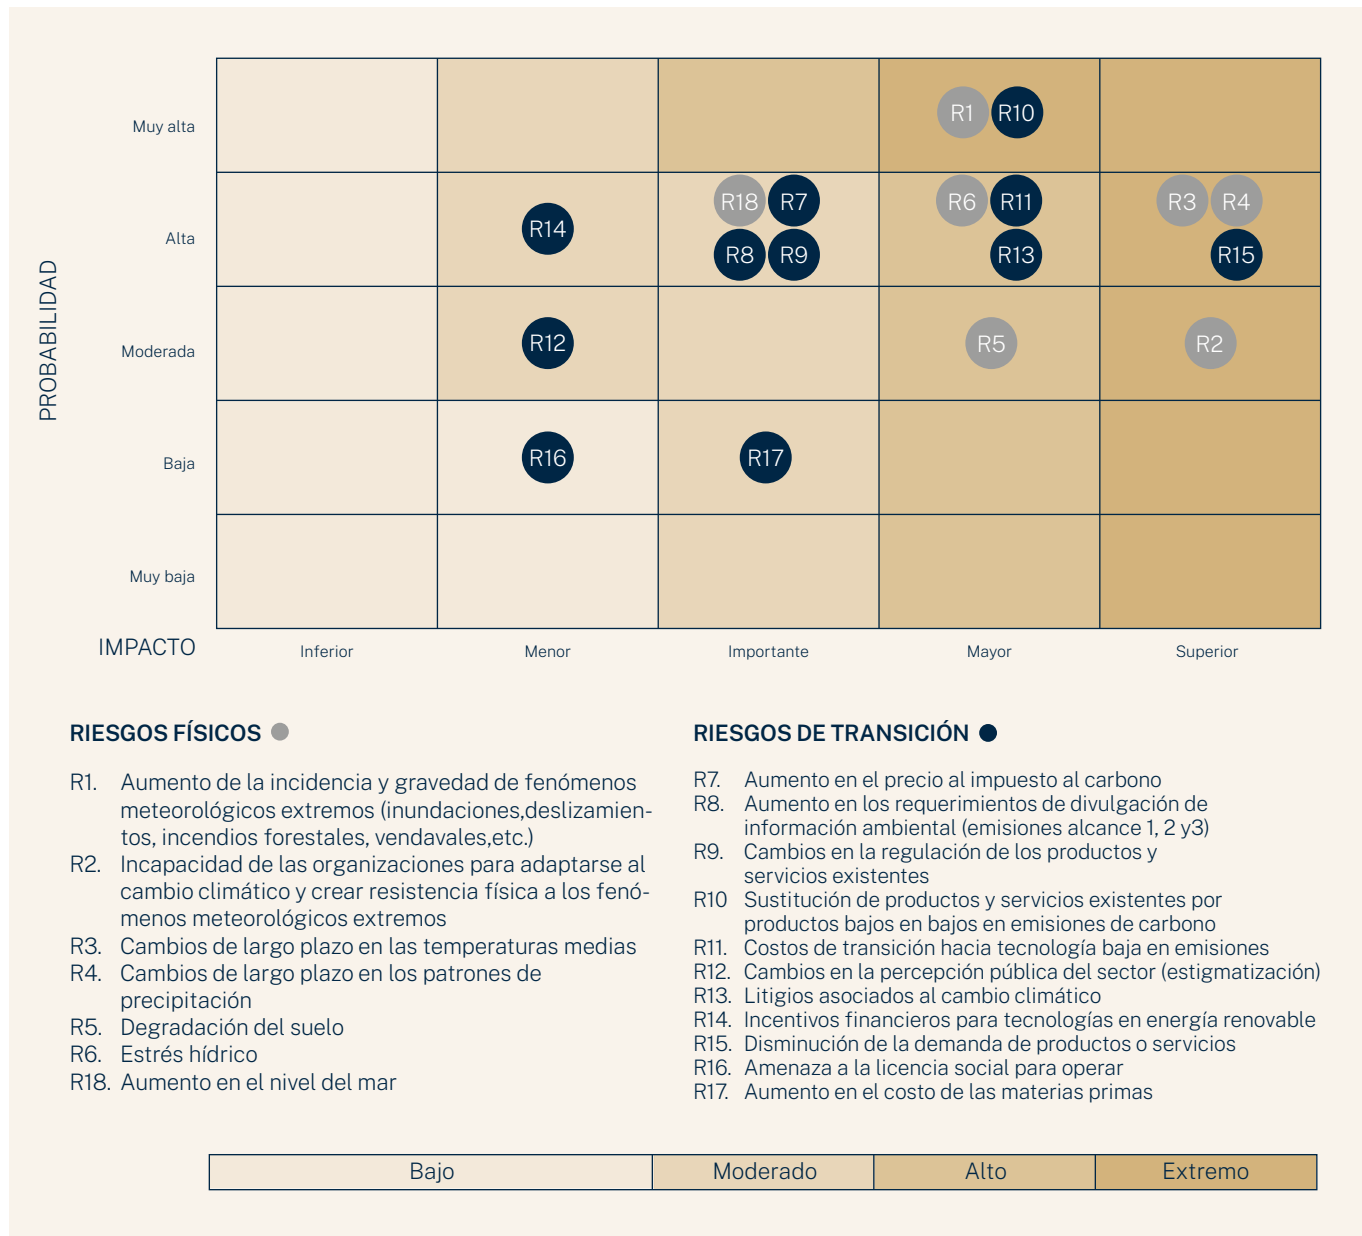 PROBABILIDAD
Muy alta
R1 R10
Alta
R14
R18 R7
R8 R9
R6 R11
R13
R3 R4
R15
Moderada
R12
R5
R2
Baja
R16
R17
Muy baja
IMPACTO
Inferior
Menor
Importante
Mayor
Superior
RIESGOS FÍSICOS
R1. Aumento de la incidencia y gravedad de fenómenos
meteorológicos extremos (inundaciones,deslizamien-
tos, incendios forestales, vendavales,etc.)
R2. Incapacidad de las organizaciones para adaptarse al
cambio climático y crear resistencia física a los fenó-
menos meteorológicos extremos
R3. Cambios de largo plazo en las temperaturas medias
R4. Cambios de largo plazo en los patrones de
precipitación
R5. Degradación del suelo
R6. Estrés hídrico
R18. Aumento en el nivel del mar
RIESGOS DE TRANSICIÓN
R7. Aumento en el precio al impuesto al carbono
R8. Aumento en los requerimientos de divulgación de
información ambiental (emisiones alcance 1, 2 y3)
R9. Cambios en la regulación de los productos y
servicios existentes
R10 Sustitución de productos y servicios existentes por
productos bajos en bajos en emisiones de carbono
R11. Costos de transición hacia tecnología baja en emisiones
R12. Cambios en la percepción pública del sector (estigmatización)
R13. Litigios asociados al cambio climático
R14. Incentivos financieros para tecnologías en energía renovable
R15. Disminución de la demanda de productos o servicios
R16. Amenaza a la licencia social para operar
R17. Aumento en el costo de las materias primas
Bajo
Moderado
Alto
Extremo